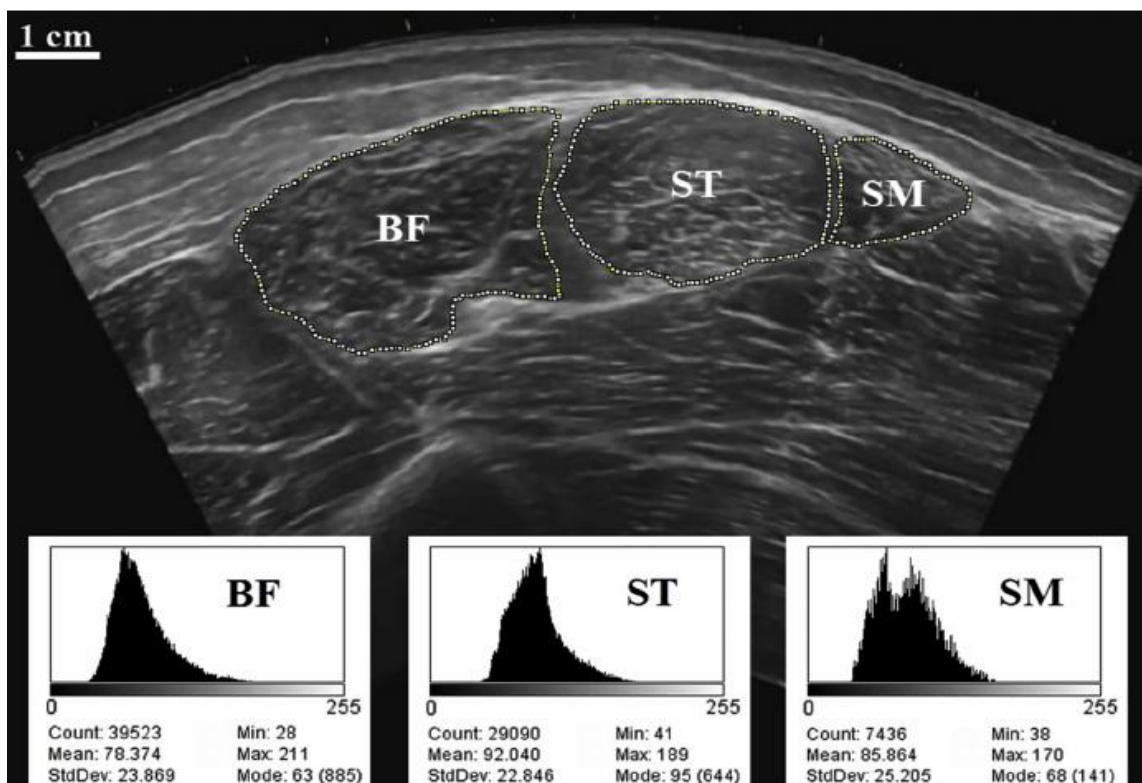 1 cm
BF
ST
SM
BF
0 255
Count: 39523 Min: 28
Mean: 78.374 Max: 211
StdDev: 23.869 Mode: 63 (885)
ST
0 255
Count: 29090 Min: 41
Mean: 92.040 Max: 189
StdDev: 22.846 Mode: 95 (644)
SM
0 255
Count: 7436 Min: 38
Mean: 85.864 Max: 170
StdDev: 25.205 Mode: 68 (141)